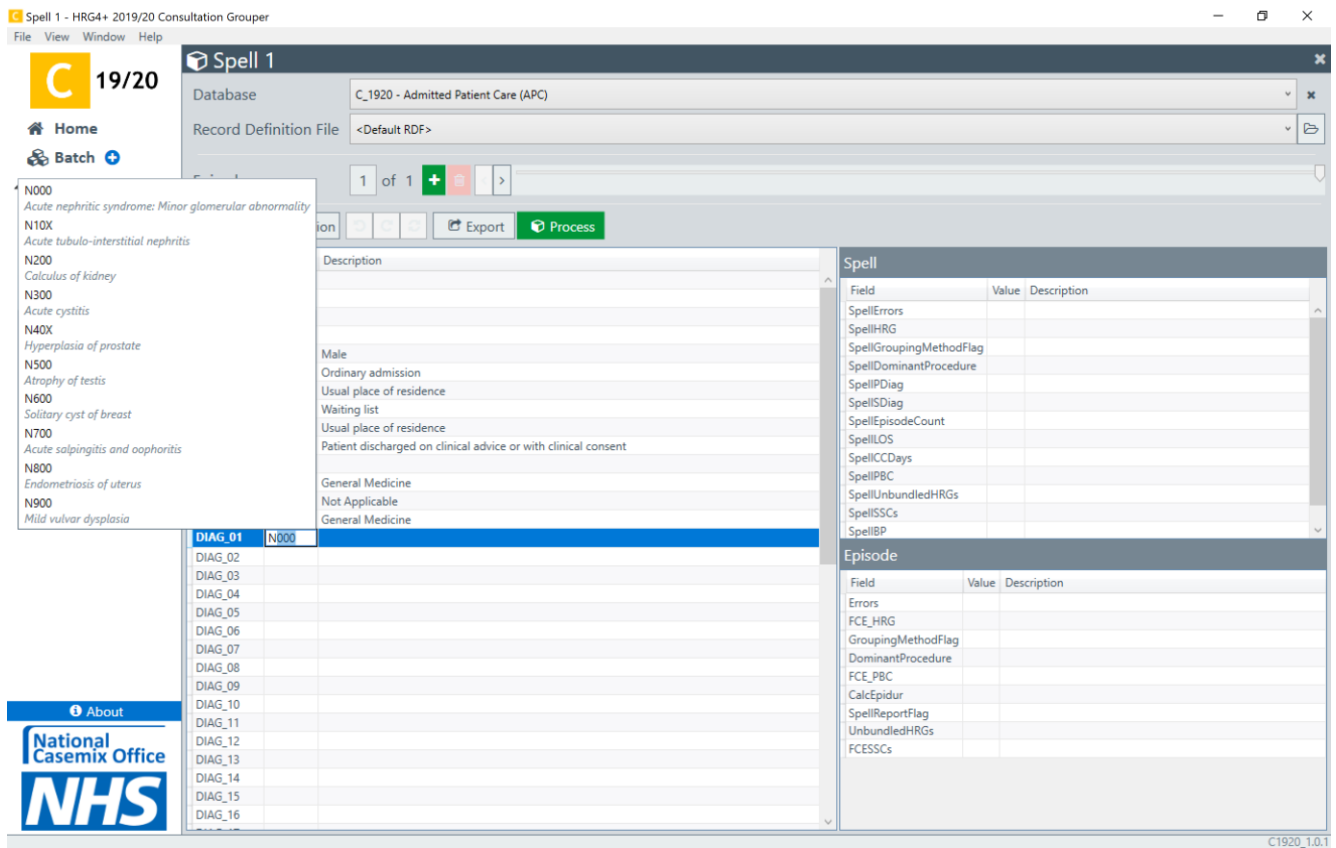 C Spell 1 - HRG4+ 2019/20 Consultation Grouper
File View Window Help
C 19/20
Home
Batch
Spell 1
Database C_1920 - Admitted Patient Care (APC)
Record Definition File <Default RDF>
1 of 1
ion Export Process
N000
Acute nephritic syndrome: Minor glomerular abnormality
N10X
Acute tubulo-interstitial nephritis
N200
Calculus of kidney
N300
Acute cystitis
N40X
Hyperplasia of prostate
N500
Atrophy of testis
N600
Solitary cyst of breast
N700
Acute salpingitis and oophoritis
N800
Endometriosis of uterus
N900
Mild vulvar dysplasia
Description
Male
Ordinary admission
Usual place of residence
Waiting list
Usual place of residence
Patient discharged on clinical advice or with clinical consent
General Medicine
Not Applicable
General Medicine
DIAG_01 N000
DIAG_02
DIAG_03
DIAG_04
DIAG_05
DIAG_06
DIAG_07
DIAG_08
DIAG_09
DIAG_10
DIAG_11
DIAG_12
DIAG_13
DIAG_14
DIAG_15
DIAG_16
Spell
Field Value Description
SpellErrors
SpellHRG
SpellGroupingMethodFlag
SpellDominantProcedure
SpellPDiag
SpellSDiag
SpellEpisodeCount
SpellLOS
SpellCCDays
SpellPBC
SpellUnbundledHRGs
SpellSSCs
SpellBP
Episode
Field Value Description
Errors
FCE_HRG
GroupingMethodFlag
DominantProcedure
FCE_PBC
CalcEpidur
SpellReportFlag
UnbundledHRGs
FCESSCs
About
National
Casemix Office
NHS
C1920_1.0.1